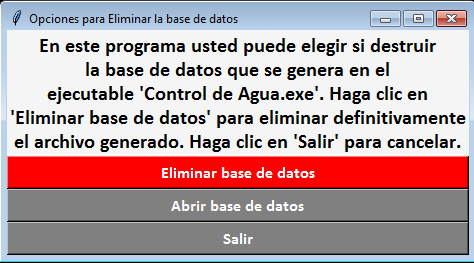 Opciones para Eliminar la base de datos
En este programa usted puede elegir si destruir
la base de datos que se genera en el
ejecutable 'Control de Agua.exe'. Haga clic en
'Eliminar base de datos' para eliminar definitivamente
el archivo generado. Haga clic en 'Salir' para cancelar.
Eliminar base de datos
Abrir base de datos
Salir